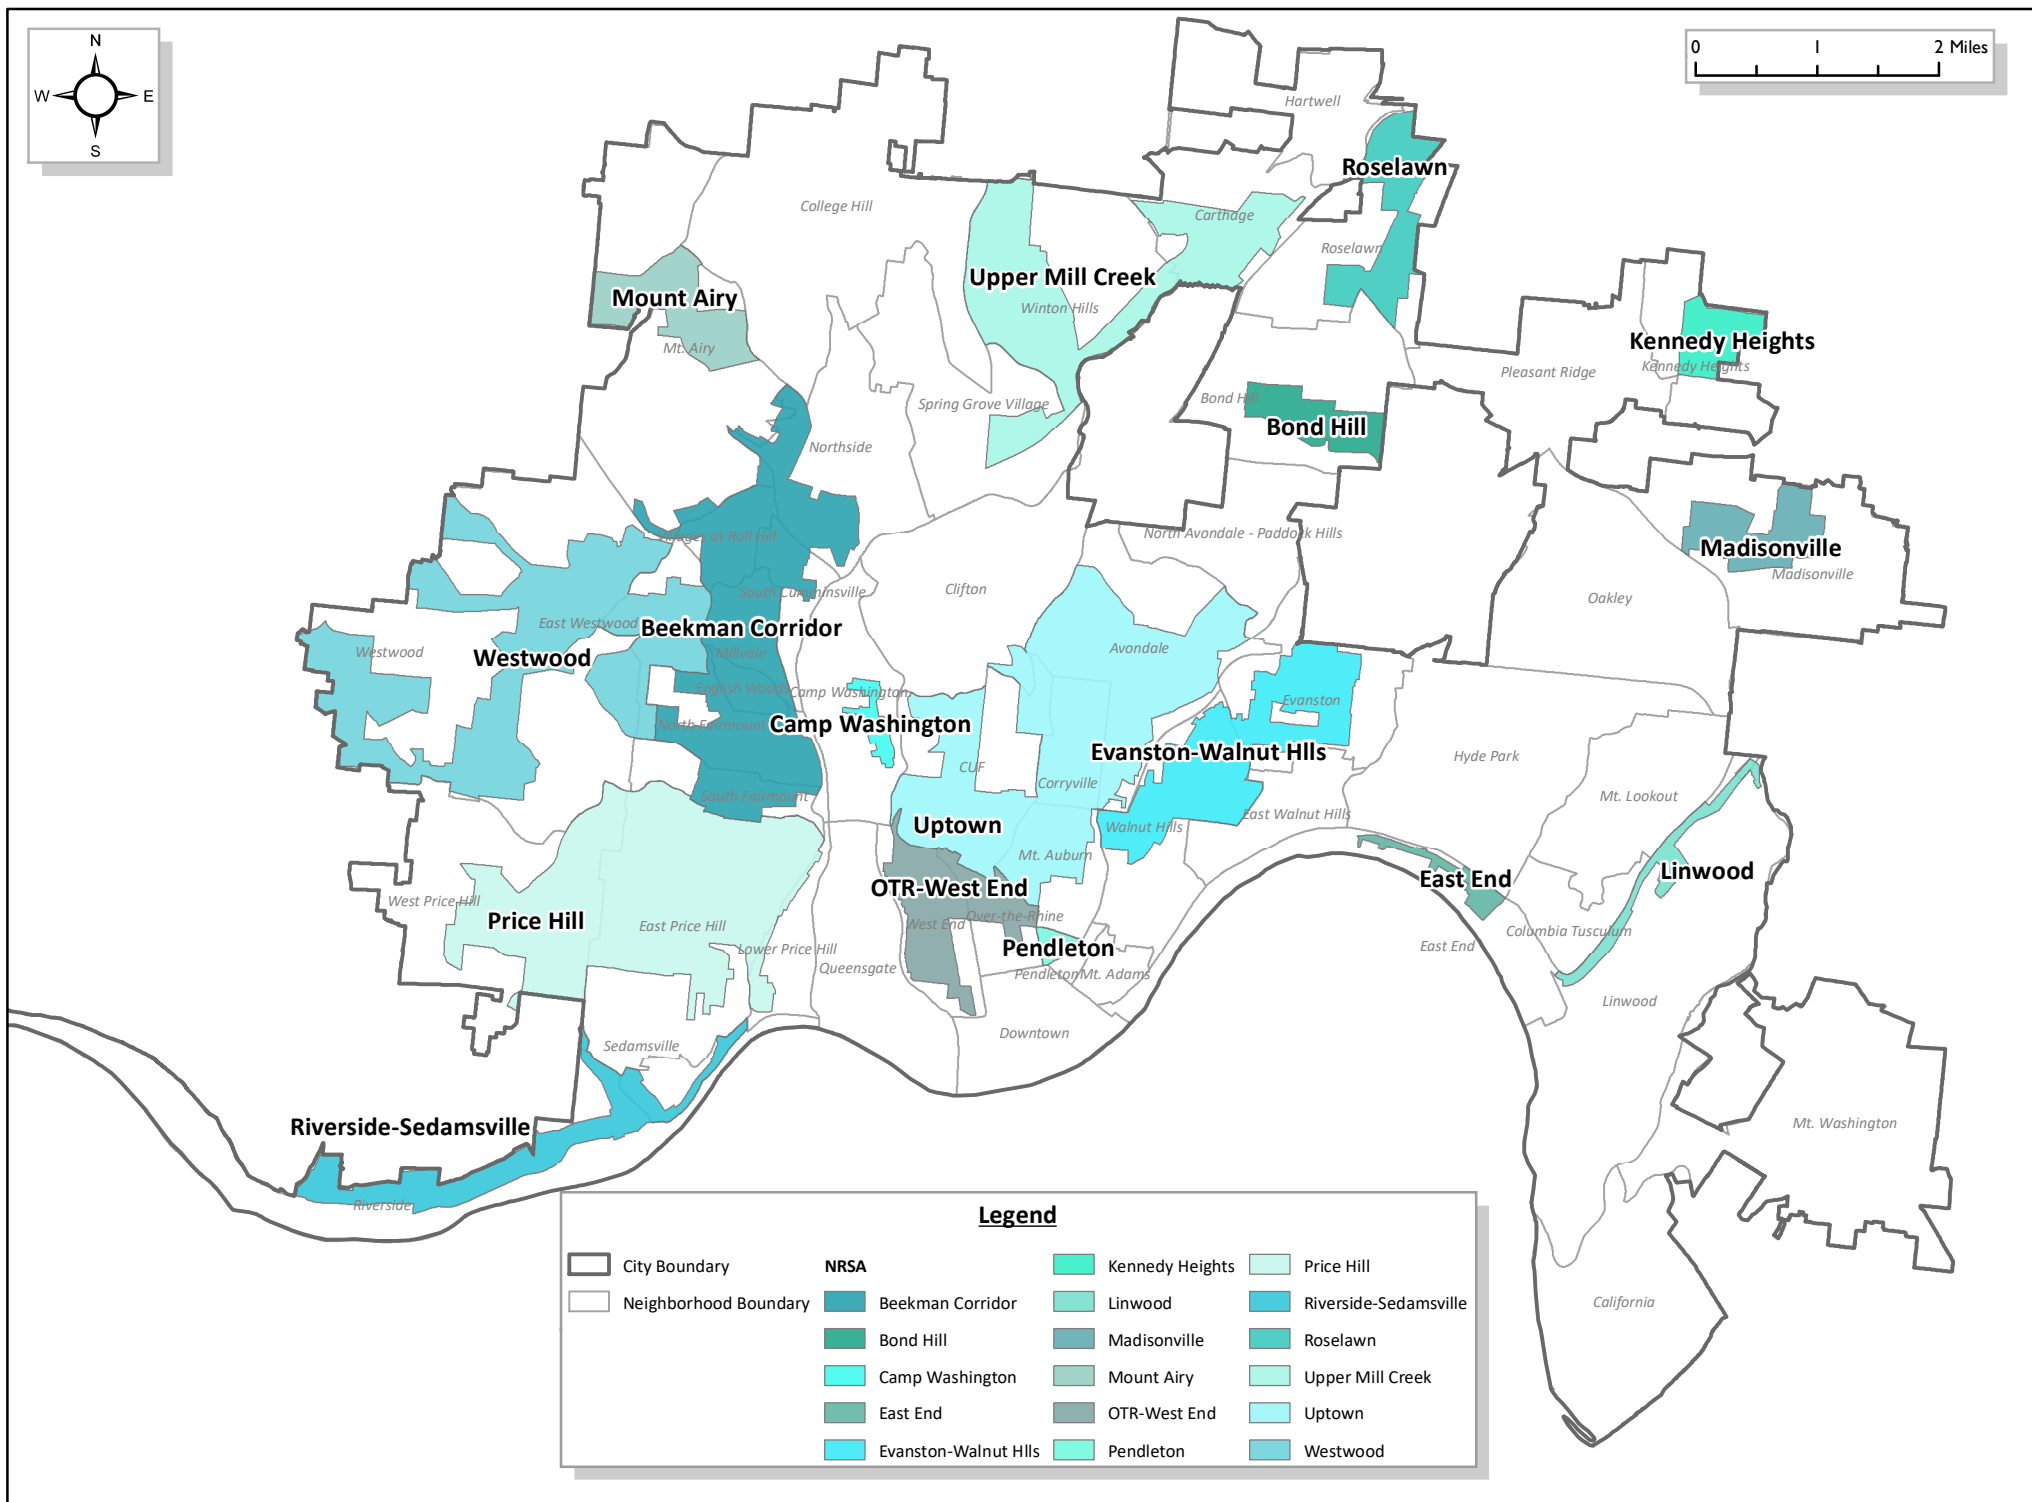 N
W E
S
0 1 2 Miles
Hartwell
Roselawn
College Hill
Carthage
Roselawn
Upper Mill Creek
Mount Airy
Winton Hills
Kennedy Heights
Mt. Airy
Kennedy Heights
Pleasant Ridge
Bond Hill
Spring Grove Village
Bond Hill
Northside
Villages at Roll Hill
North Avondale - Paddock Hills
Madisonville
Madisonville
Clifton
South Cumminsville
Oakley
East Westwood
Beekman Corridor
Westwood
Millvale
Avondale
Westwood
English Woods
Camp Washington
Evanston
North Fairmount
Camp Washington
Evanston-Walnut HIls
Hyde Park
CUF
Corryville
South Fairmount
Mt. Lookout
East Walnut Hills
Uptown
Walnut Hills
Mt. Auburn
Linwood
East End
OTR-West End
West Price Hill
Price Hill
East Price Hill
West End
Over-the-Rhine
Columbia Tusculum
East End
Lower Price Hill
Pendleton
Queensgate
Pendleton
Mt. Adams
Linwood
Downtown
Sedamsville
Riverside-Sedamsville
Mt. Washington
Riverside
California
Legend
City Boundary
Neighborhood Boundary
NRSA
Beekman Corridor
Bond Hill
Camp Washington
East End
Evanston-Walnut HIls
Kennedy Heights
Linwood
Madisonville
Mount Airy
OTR-West End
Pendleton
Price Hill
Riverside-Sedamsville
Roselawn
Upper Mill Creek
Uptown
Westwood